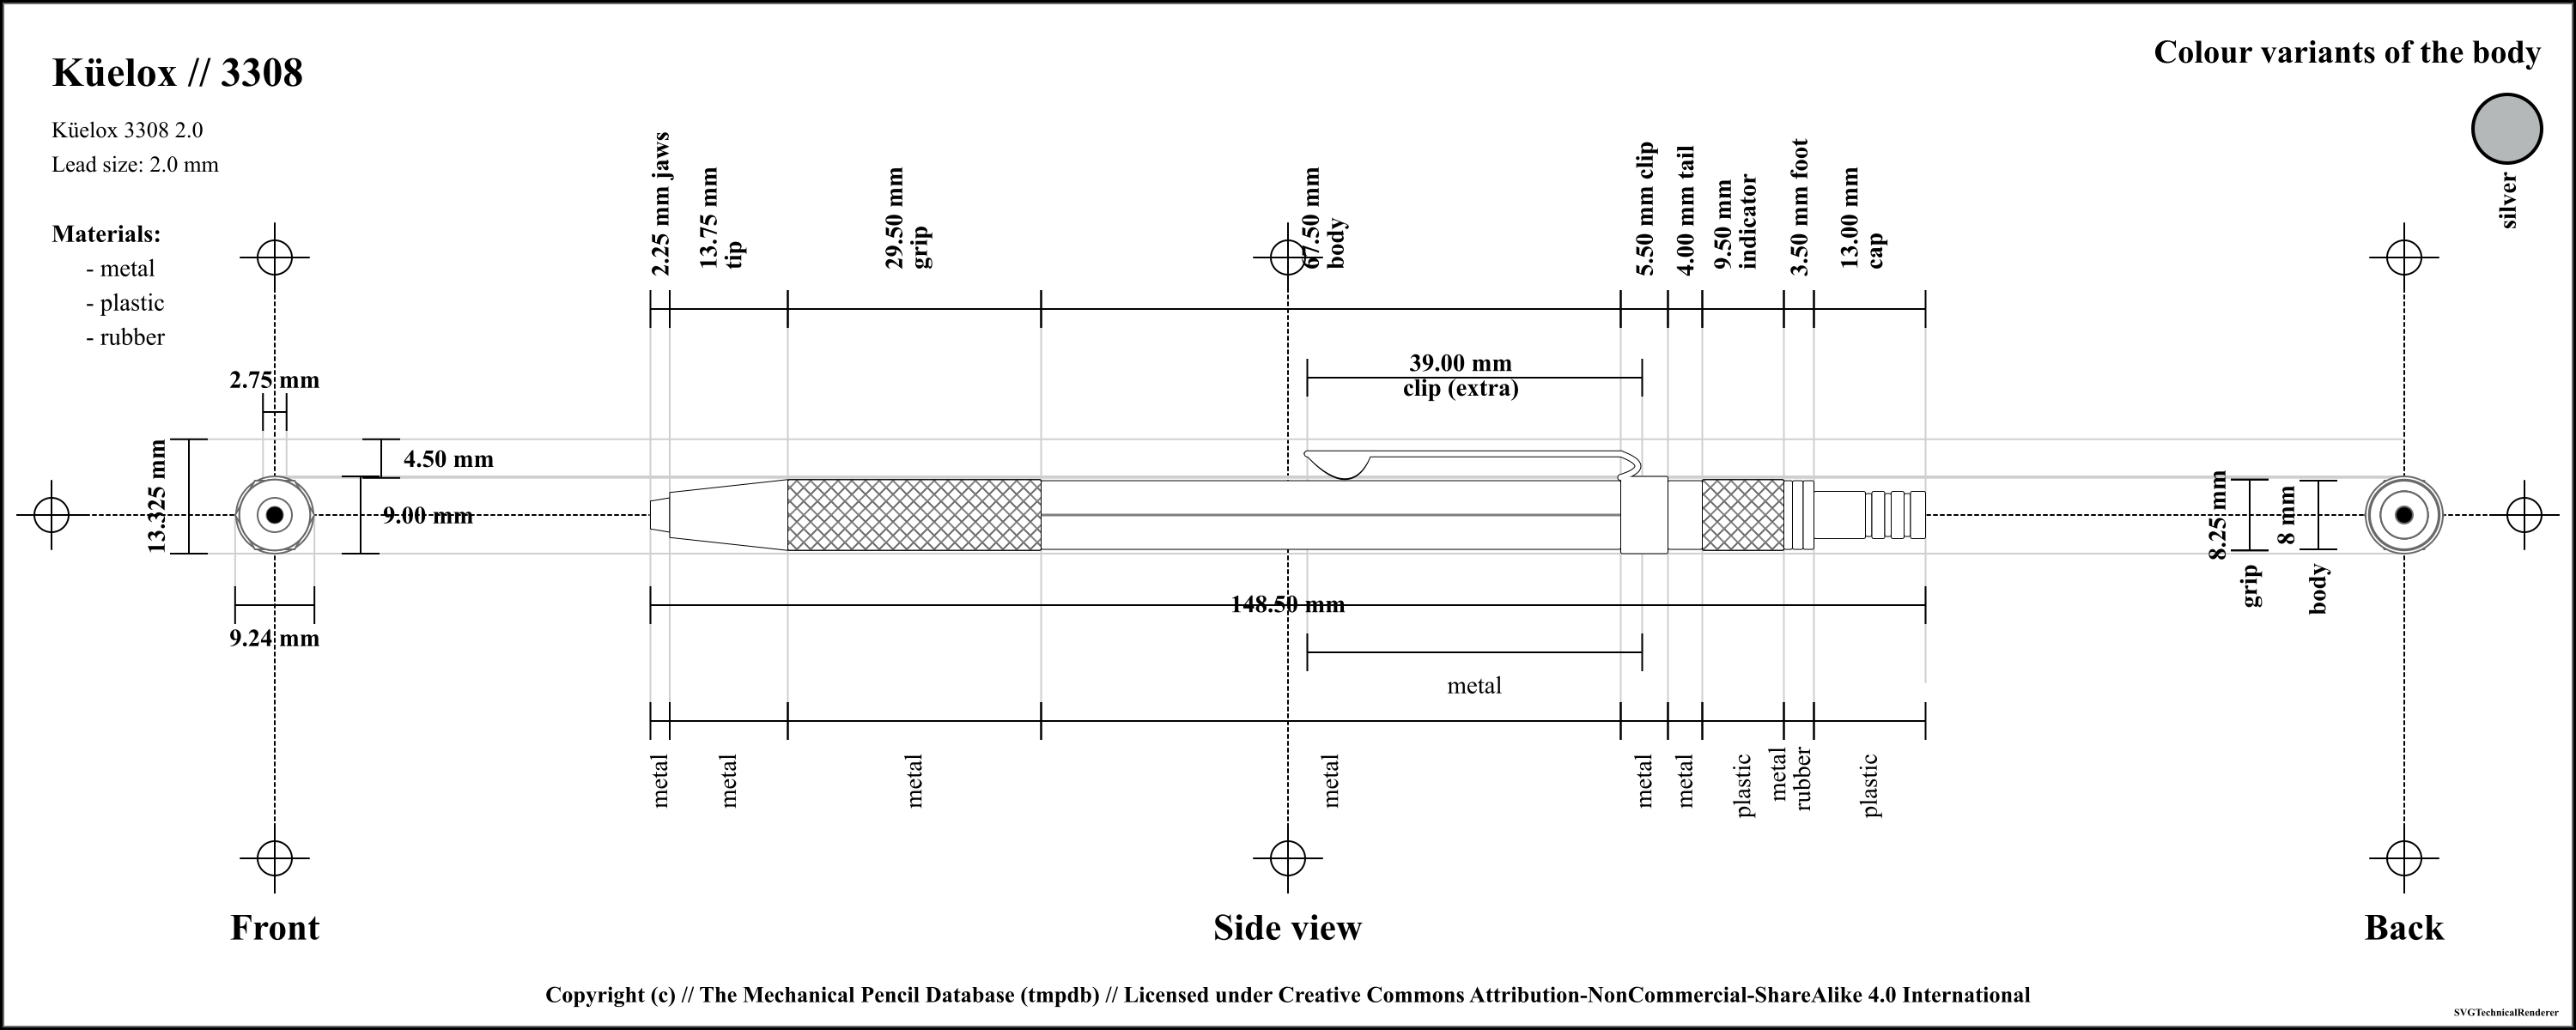 Küelox // 3308
Colour variants of the body
silver
Küelox 3308 2.0
Lead size: 2.0 mm
Materials:
- metal
- plastic
- rubber
2.25 mm jaws
13.75 mm
tip
29.50 mm
grip
67.50 mm
body
5.50 mm clip
4.00 mm tail
9.50 mm
indicator
3.50 mm foot
13.00 mm
cap
39.00 mm
clip (extra)
2.75 mm
13.325 mm
4.50 mm
9.00 mm
9.24 mm
148.50 mm
8.25 mm
grip
8 mm
body
metal
metal
metal
metal
metal
metal
metal
plastic
metal
rubber
plastic
Front
Side view
Back
Copyright (c) // The Mechanical Pencil Database (tmpdb) // Licensed under Creative Commons Attribution-NonCommercial-ShareAlike 4.0 International
SVGTechnicalRenderer